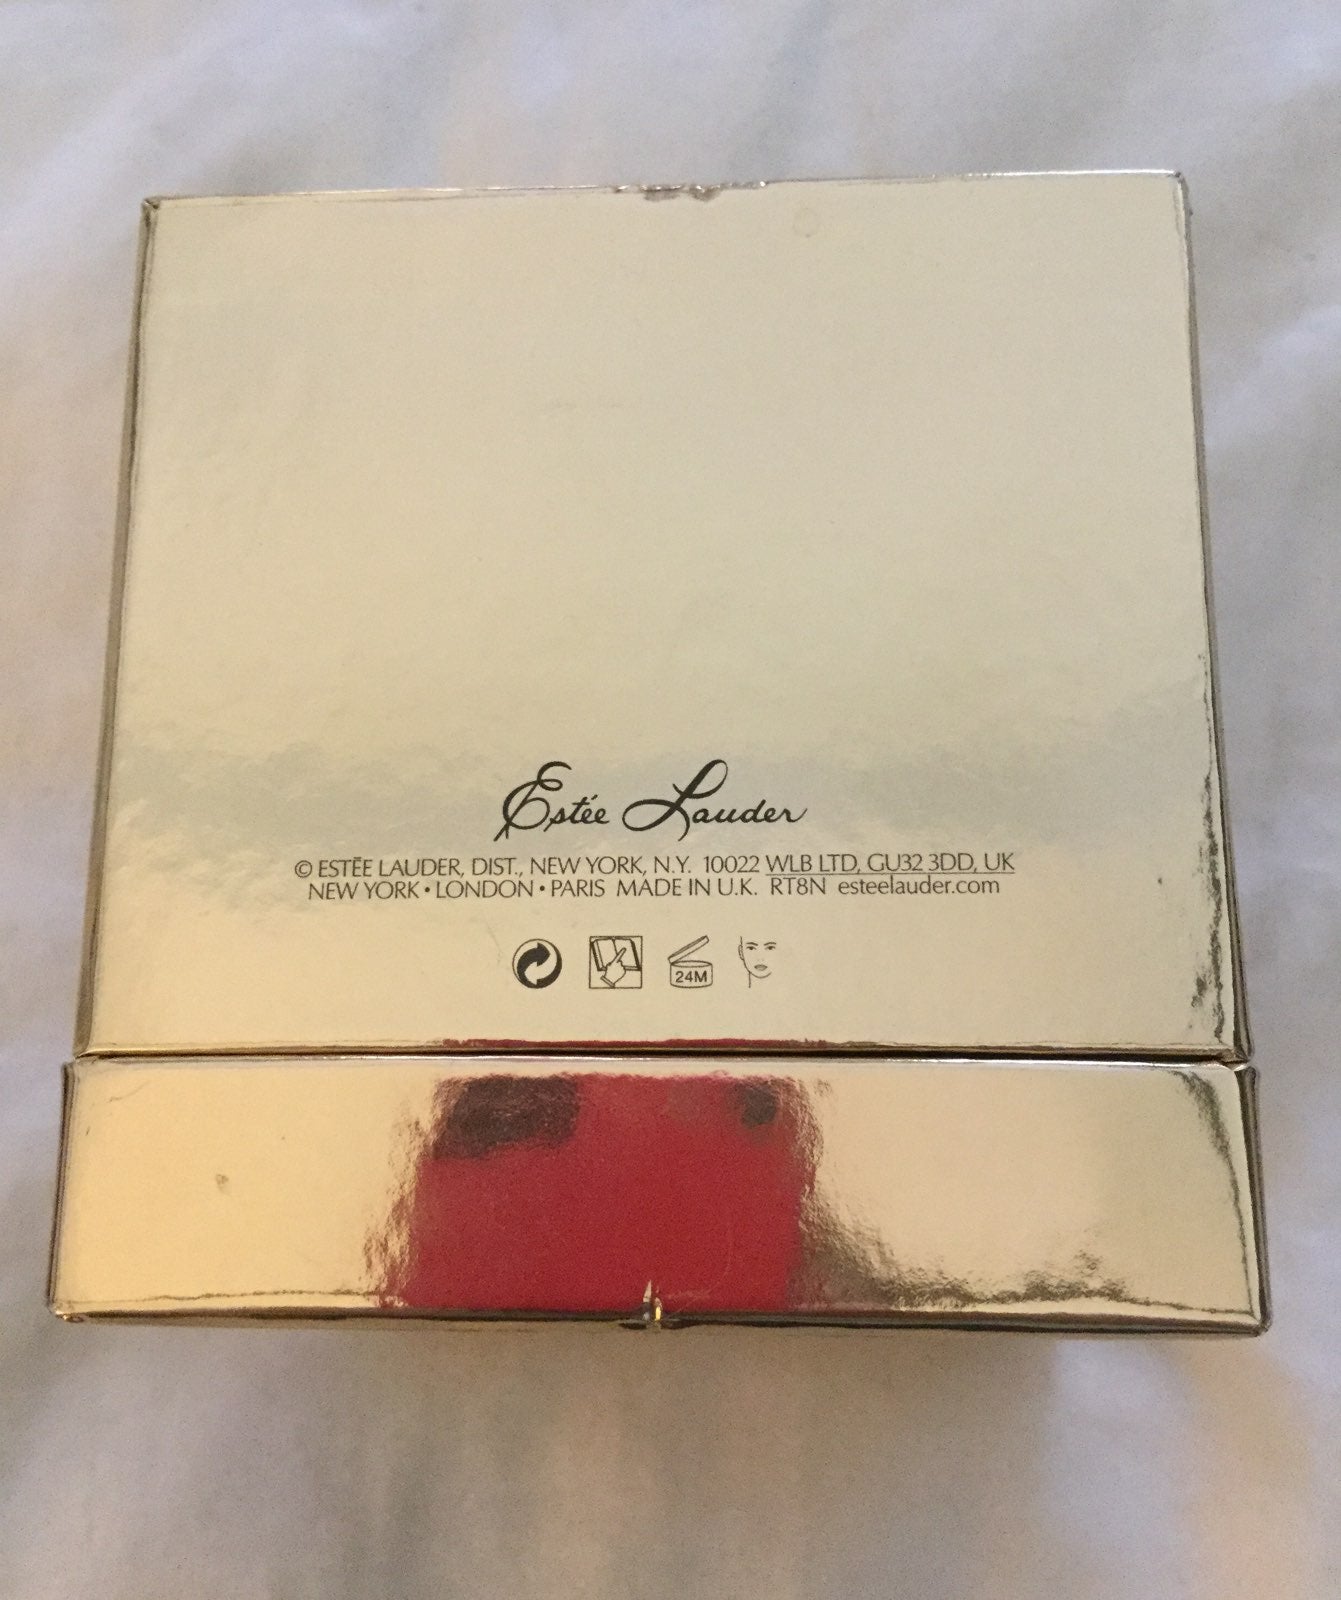 Estée Lauder
© ESTĒE LAUDER, DIST., NEW YORK, N.Y. 10022 WLB LTD, GU32 3DD, UK
NEW YORK • LONDON • PARIS MADE IN U.K. RT8N esteelauder.com
24M